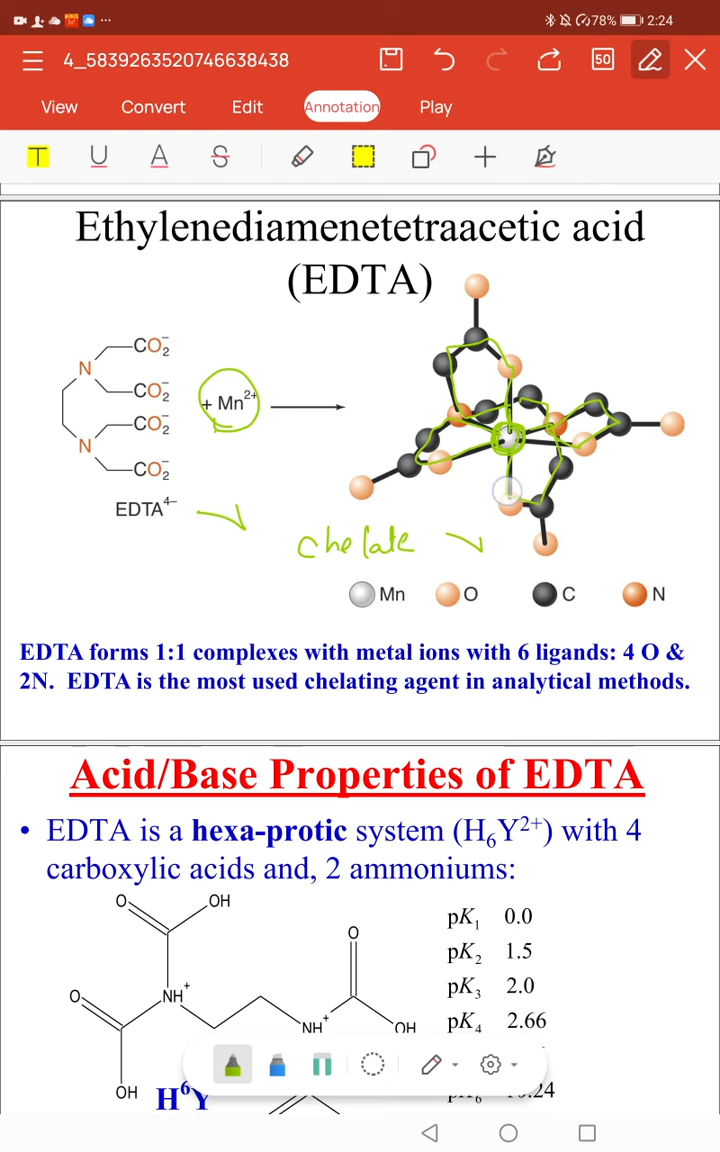 78% 2:24
4_5839263520746638438
50
View Convert Edit Annotation Play
T U A S
Ethylenediamenetetraacetic acid
(EDTA)
CO₂⁻
N
CO₂⁻
+ Mn²⁺
CO₂⁻
N
CO₂⁻
EDTA⁴⁻
chelate
Mn O C N
EDTA forms 1:1 complexes with metal ions with 6 ligands: 4 O &
2N. EDTA is the most used chelating agent in analytical methods.
Acid/Base Properties of EDTA
• EDTA is a hexa-protic system (H₆Y²⁺) with 4
carboxylic acids and, 2 ammoniums:
O OH
pK₁ 0.0
O
pK₂ 1.5
O NH⁺
pK₃ 2.0
NH⁺ OH
pK₄ 2.66
OH H⁶Y